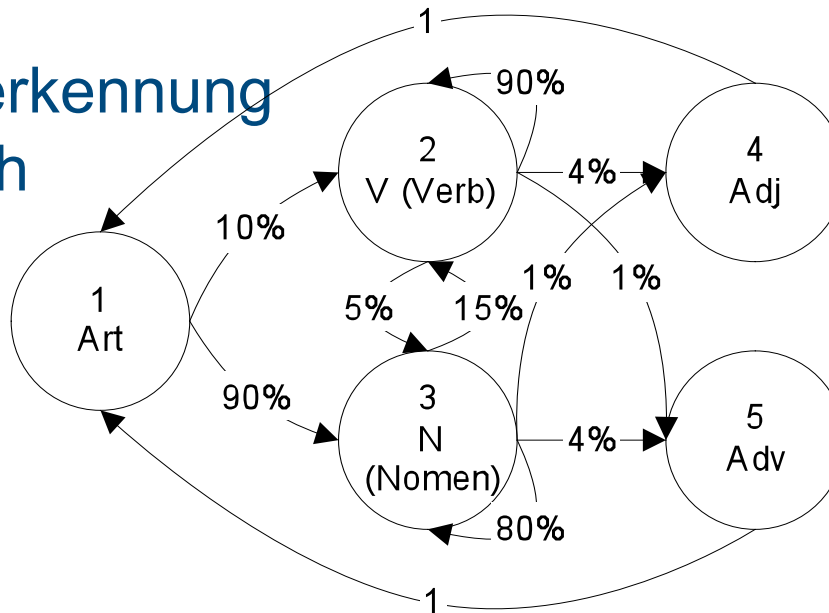 erkennung
h
1
90%
2
V (Verb)
4%
4
Adj
10%
1
Art
5%
15%
1%
1%
90%
3
N
(Nomen)
4%
5
Adv
80%
1